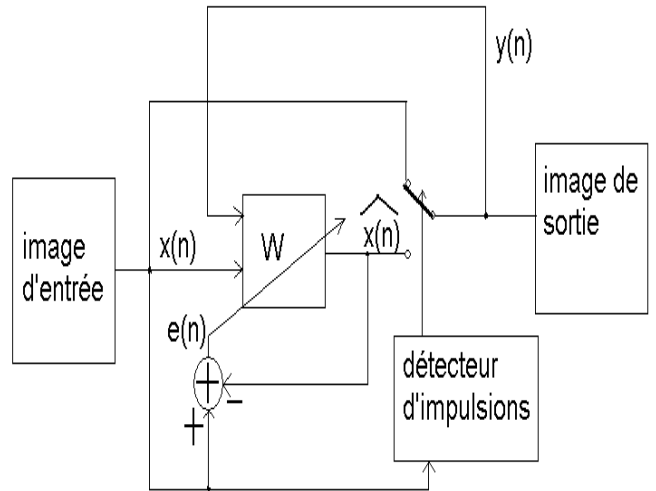 y(n)
image de
sortie
image
d'entrée
x(n)
W
x(n)
e(n)
+
-
+
détecteur
d'impulsions